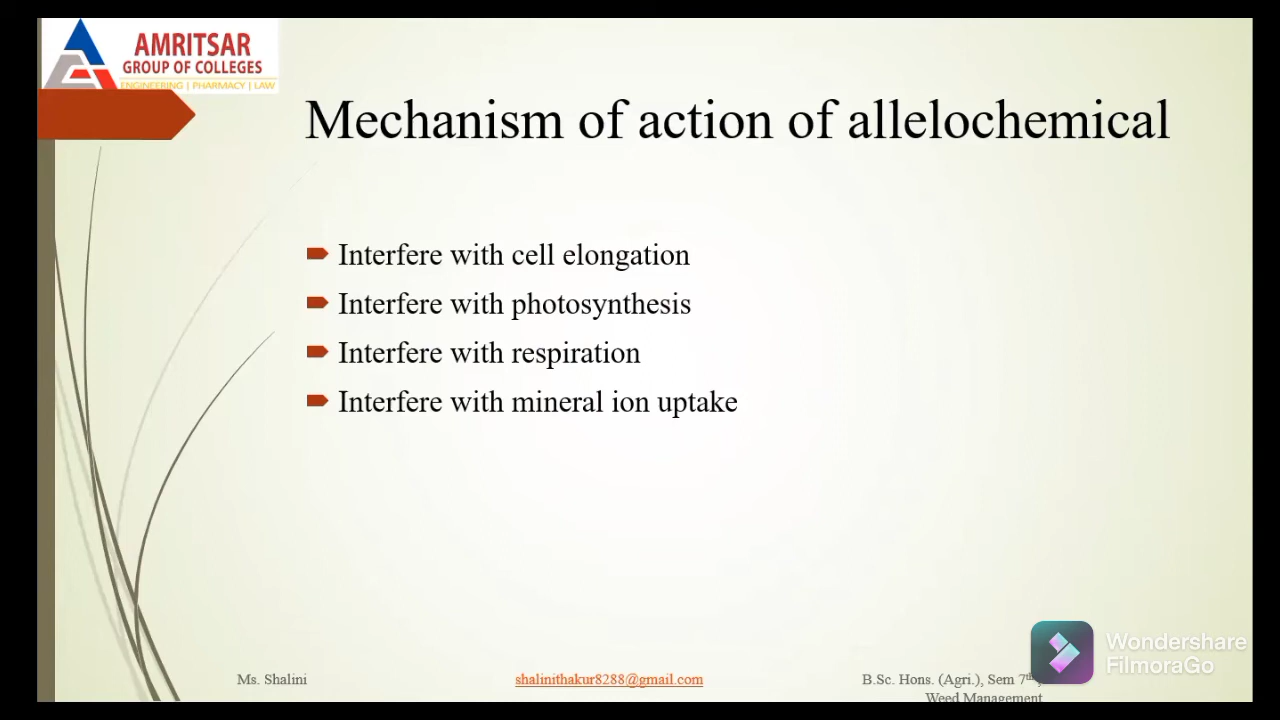 AMRITSAR
GROUP OF COLLEGES
ENGINEERING | PHARMACY | LAW
Mechanism of action of allelochemical
Interfere with cell elongation
Interfere with photosynthesis
Interfere with respiration
Interfere with mineral ion uptake
Ms. Shalini
shalinithakur8288@gmail.com
B.Sc. Hons. (Agri.), Sem 7th
Weed Management
Wondershare
FilmoraGo